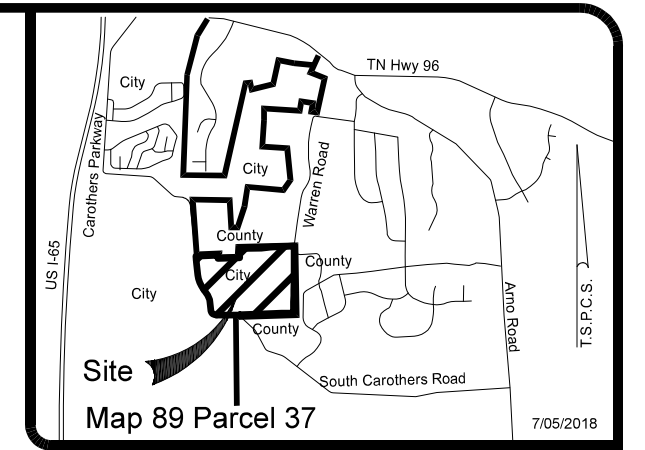 TN Hwy 96
City
Carothers Parkway
City
Warren Road
County
US I-65
City
County
City
County
Arno Road
T.S.P.C.S.
Site
South Carothers Road
Map 89 Parcel 37
7/05/2018